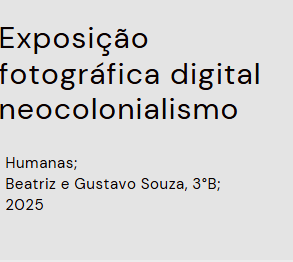 Exposição
fotográfica digital
neocolonialismo
Humanas;
Beatriz e Gustavo Souza, 3°B;
2025